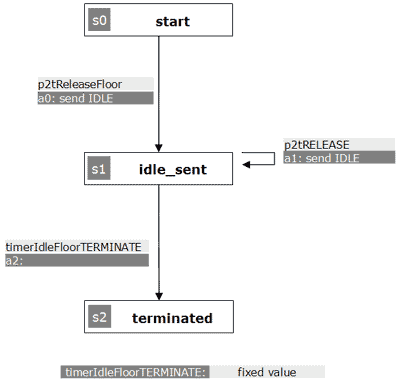 s0 start
p2tReleaseFloor
a0: send IDLE
p2tRELEASE
a1: send IDLE
s1 idle_sent
timerIdleFloorTERMINATE
a2:
s2 terminated
timerIdleFloorTERMINATE: fixed value